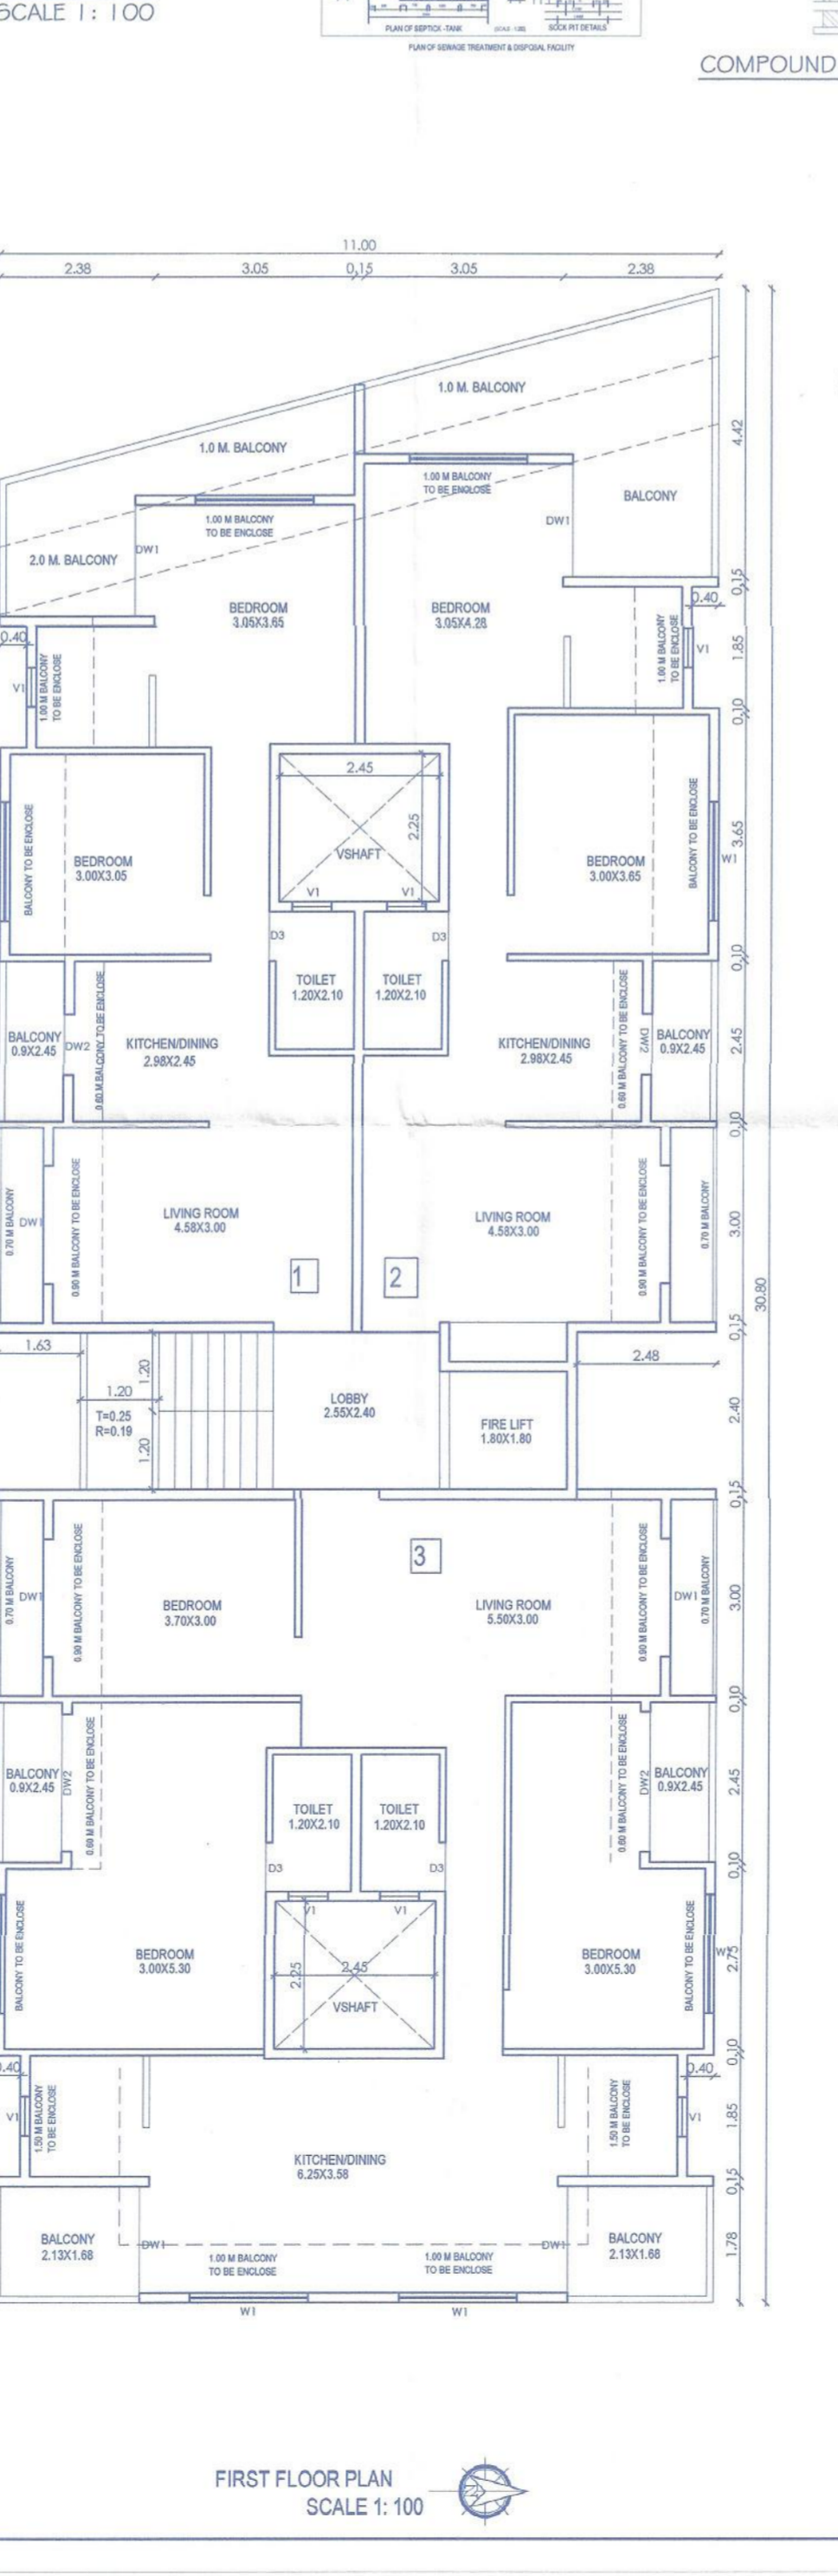 SCALE 1: 100
PLAN OF SEPTICK -TANK
SOCK PIT DETAILS
PLAN OF SEWAGE TREATMENT & DISPOSAL FACILITY
COMPOUND
11.00
2.38
3.05
0.15
3.05
2.38
1.0 M. BALCONY
4.42
1.0 M. BALCONY
1.00 M BALCONY
TO BE ENCLOSE
BALCONY
1.00 M BALCONY
TO BE ENCLOSE
DW1
DW1
2.0 M. BALCONY
0.15
BEDROOM
3.05X3.65
BEDROOM
3.05X4.28
0.40
0.40
1.00 M BALCONY
TO BE ENCLOSE
1.00 M BALCONY
TO BE ENCLOSE
V1
V1
1.85
0.10
2.45
2.25
VSHAFT
V1
V1
BALCONY TO BE ENCLOSE
BEDROOM
3.00X3.05
BEDROOM
3.00X3.65
BALCONY TO BE ENCLOSE
W1
3.65
D3
D3
0.10
TOILET
1.20X2.10
TOILET
1.20X2.10
BALCONY
0.9X2.45
DW2
0.60 M BALCONY TO BE ENCLOSE
KITCHEN/DINING
2.98X2.45
KITCHEN/DINING
2.98X2.45
0.60 M BALCONY TO BE ENCLOSE
DW2
BALCONY
0.9X2.45
2.45
0.10
0.70 M BALCONY
DW1
0.90 M BALCONY TO BE ENCLOSE
LIVING ROOM
4.58X3.00
LIVING ROOM
4.58X3.00
0.90 M BALCONY TO BE ENCLOSE
0.70 M BALCONY
3.00
1
2
30.80
0.15
1.63
1.20
1.20
T=0.25
R=0.19
1.20
LOBBY
2.55X2.40
FIRE LIFT
1.80X1.80
2.48
2.40
0.15
3
0.70 M BALCONY
DW1
0.90 M BALCONY TO BE ENCLOSE
BEDROOM
3.70X3.00
LIVING ROOM
5.50X3.00
0.90 M BALCONY TO BE ENCLOSE
DW1
0.70 M BALCONY
3.00
0.10
BALCONY
0.9X2.45
DW2
0.60 M BALCONY TO BE ENCLOSE
TOILET
1.20X2.10
TOILET
1.20X2.10
0.60 M BALCONY TO BE ENCLOSE
DW2
BALCONY
0.9X2.45
2.45
D3
D3
0.10
V1
V1
BALCONY TO BE ENCLOSE
BEDROOM
3.00X5.30
2.25
2.45
VSHAFT
BEDROOM
3.00X5.30
BALCONY TO BE ENCLOSE
2.75
0.10
0.40
V1
1.50 M BALCONY
TO BE ENCLOSE
1.50 M BALCONY
TO BE ENCLOSE
0.40
V1
1.85
KITCHEN/DINING
6.25X3.58
0.15
BALCONY
2.13X1.68
DW1
1.00 M BALCONY
TO BE ENCLOSE
1.00 M BALCONY
TO BE ENCLOSE
DW1
BALCONY
2.13X1.68
1.78
W1
W1
FIRST FLOOR PLAN
SCALE 1: 100
N